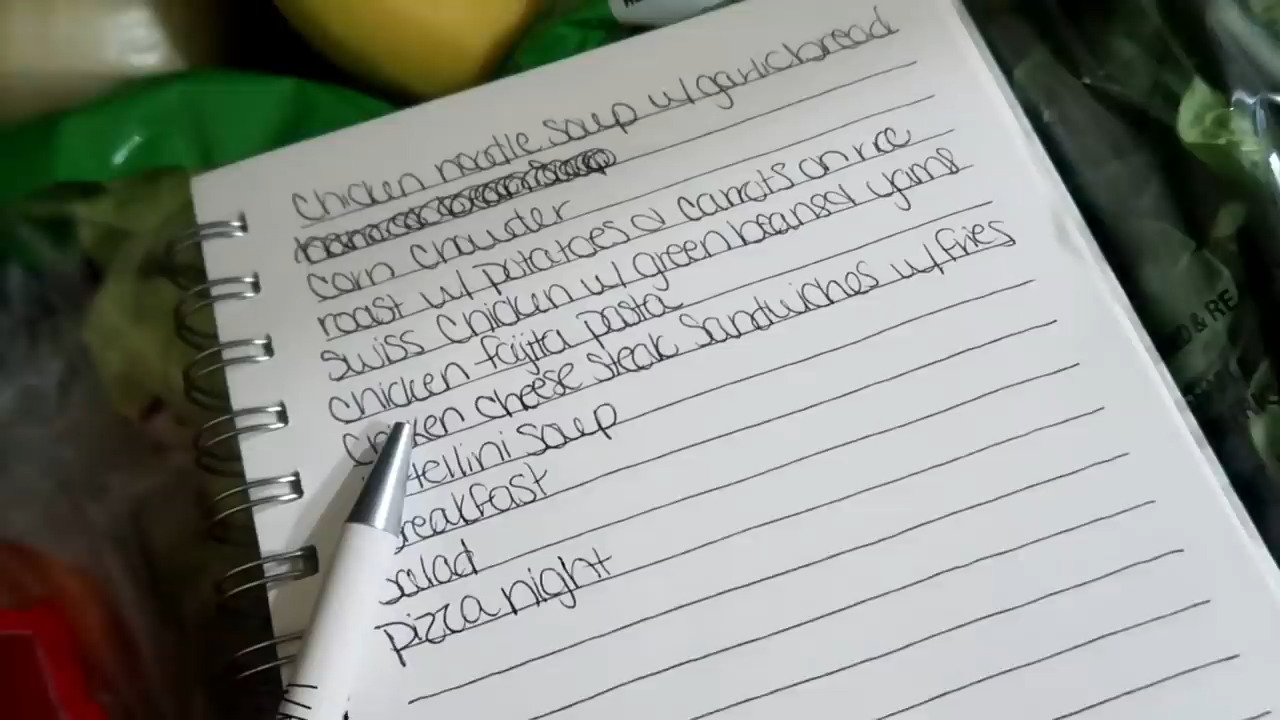 chicken noodle soup w/ garlic bread
corn chowder
roast w/ potatoes & carrots on rice
swiss chicken w/ green beans & yams
chicken fajita pasta
chicken cheese steak sandwiches w/ fries
tellini soup
reakfast
salad
pizza night
& RE